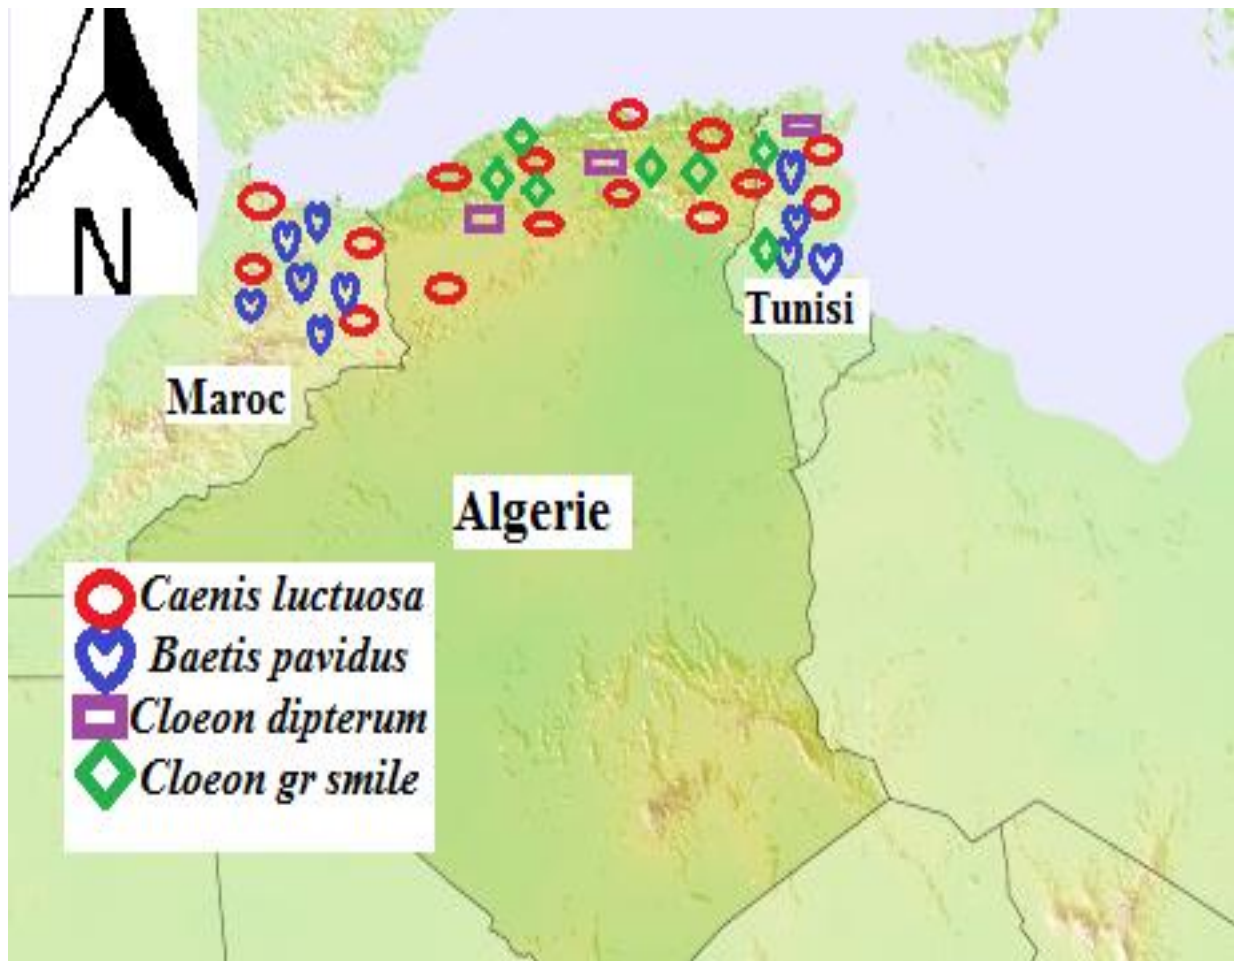 N
Tunisi
Maroc
Algerie
Caenis luctuosa
Baetis pavidus
Cloeon dipterum
Cloeon gr smile